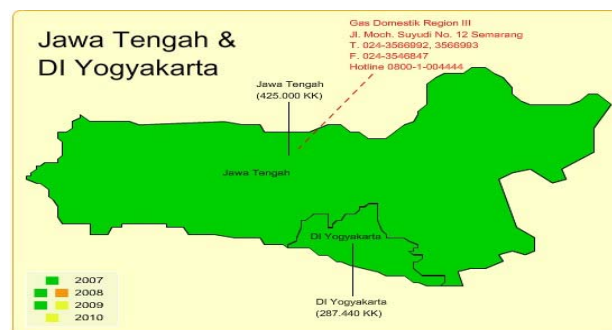 Jawa Tengah &
DI Yogyakarta
Gas Domestik Region III
Jl. Moch. Suyudi No. 12 Semarang
T. 024-3566992, 3566993
F. 024-3546847
Hotline 0800-1-004444
Jawa Tengah
(425.000 KK)
Jawa Tengah
DI Yogyakarta
DI Yogyakarta
(287.440 KK)
2007
2008
2009
2010